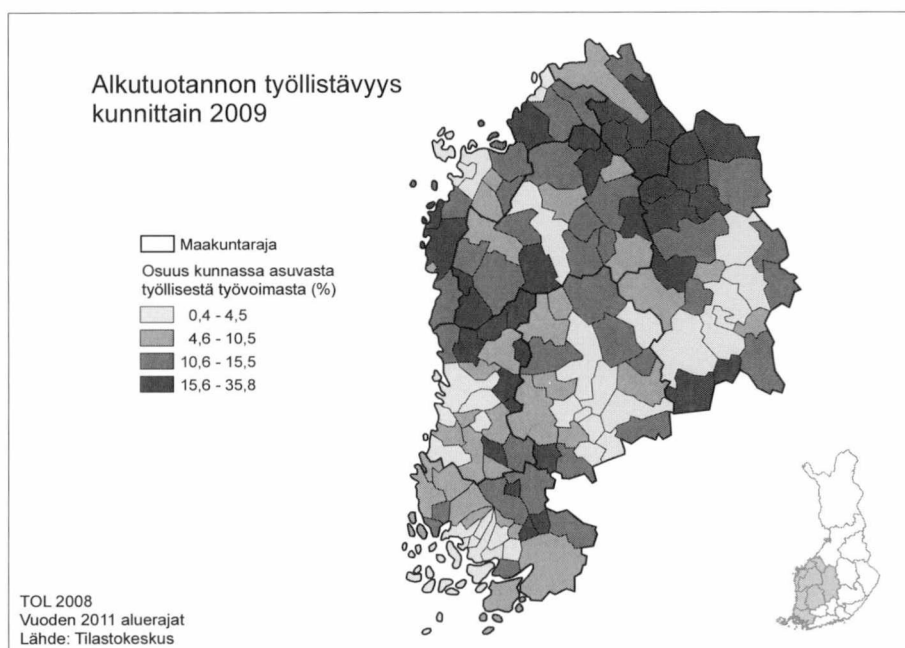 Alkutuotannon työllistävyys
kunnittain 2009
Maakuntaraja
Osuus kunnassa asuvasta
työllisestä työvoimasta (%)
0,4 - 4,5
4,6 - 10,5
10,6 - 15,5
15,6 - 35,8
TOL 2008
Vuoden 2011 aluerajat
Lähde: Tilastokeskus